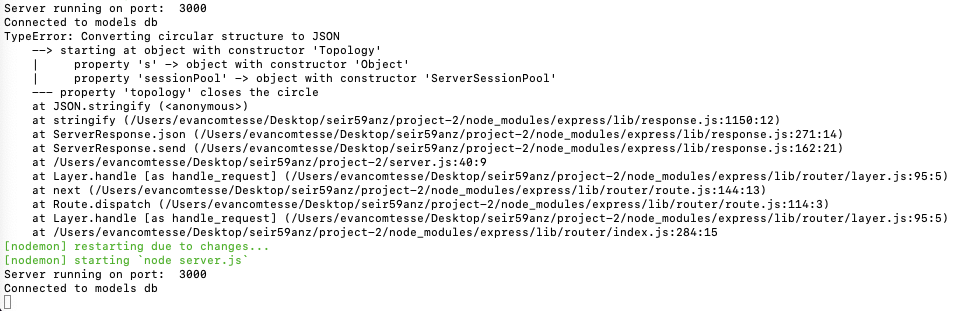 Server running on port:  3000
Connected to models db
TypeError: Converting circular structure to JSON
    --> starting at object with constructor 'Topology'
    |     property 's' -> object with constructor 'Object'
    |     property 'sessionPool' -> object with constructor 'ServerSessionPool'
    --- property 'topology' closes the circle
    at JSON.stringify (<anonymous>)
    at stringify (/Users/evancomtesse/Desktop/seir59anz/project-2/node_modules/express/lib/response.js:1150:12)
    at ServerResponse.json (/Users/evancomtesse/Desktop/seir59anz/project-2/node_modules/express/lib/response.js:271:14)
    at ServerResponse.send (/Users/evancomtesse/Desktop/seir59anz/project-2/node_modules/express/lib/response.js:162:21)
    at /Users/evancomtesse/Desktop/seir59anz/project-2/server.js:40:9
    at Layer.handle [as handle_request] (/Users/evancomtesse/Desktop/seir59anz/project-2/node_modules/express/lib/router/layer.js:95:5)
    at next (/Users/evancomtesse/Desktop/seir59anz/project-2/node_modules/express/lib/router/route.js:144:13)
    at Route.dispatch (/Users/evancomtesse/Desktop/seir59anz/project-2/node_modules/express/lib/router/route.js:114:3)
    at Layer.handle [as handle_request] (/Users/evancomtesse/Desktop/seir59anz/project-2/node_modules/express/lib/router/layer.js:95:5)
    at /Users/evancomtesse/Desktop/seir59anz/project-2/node_modules/express/lib/router/index.js:284:15
[nodemon] restarting due to changes...
[nodemon] starting `node server.js`
Server running on port:  3000
Connected to models db